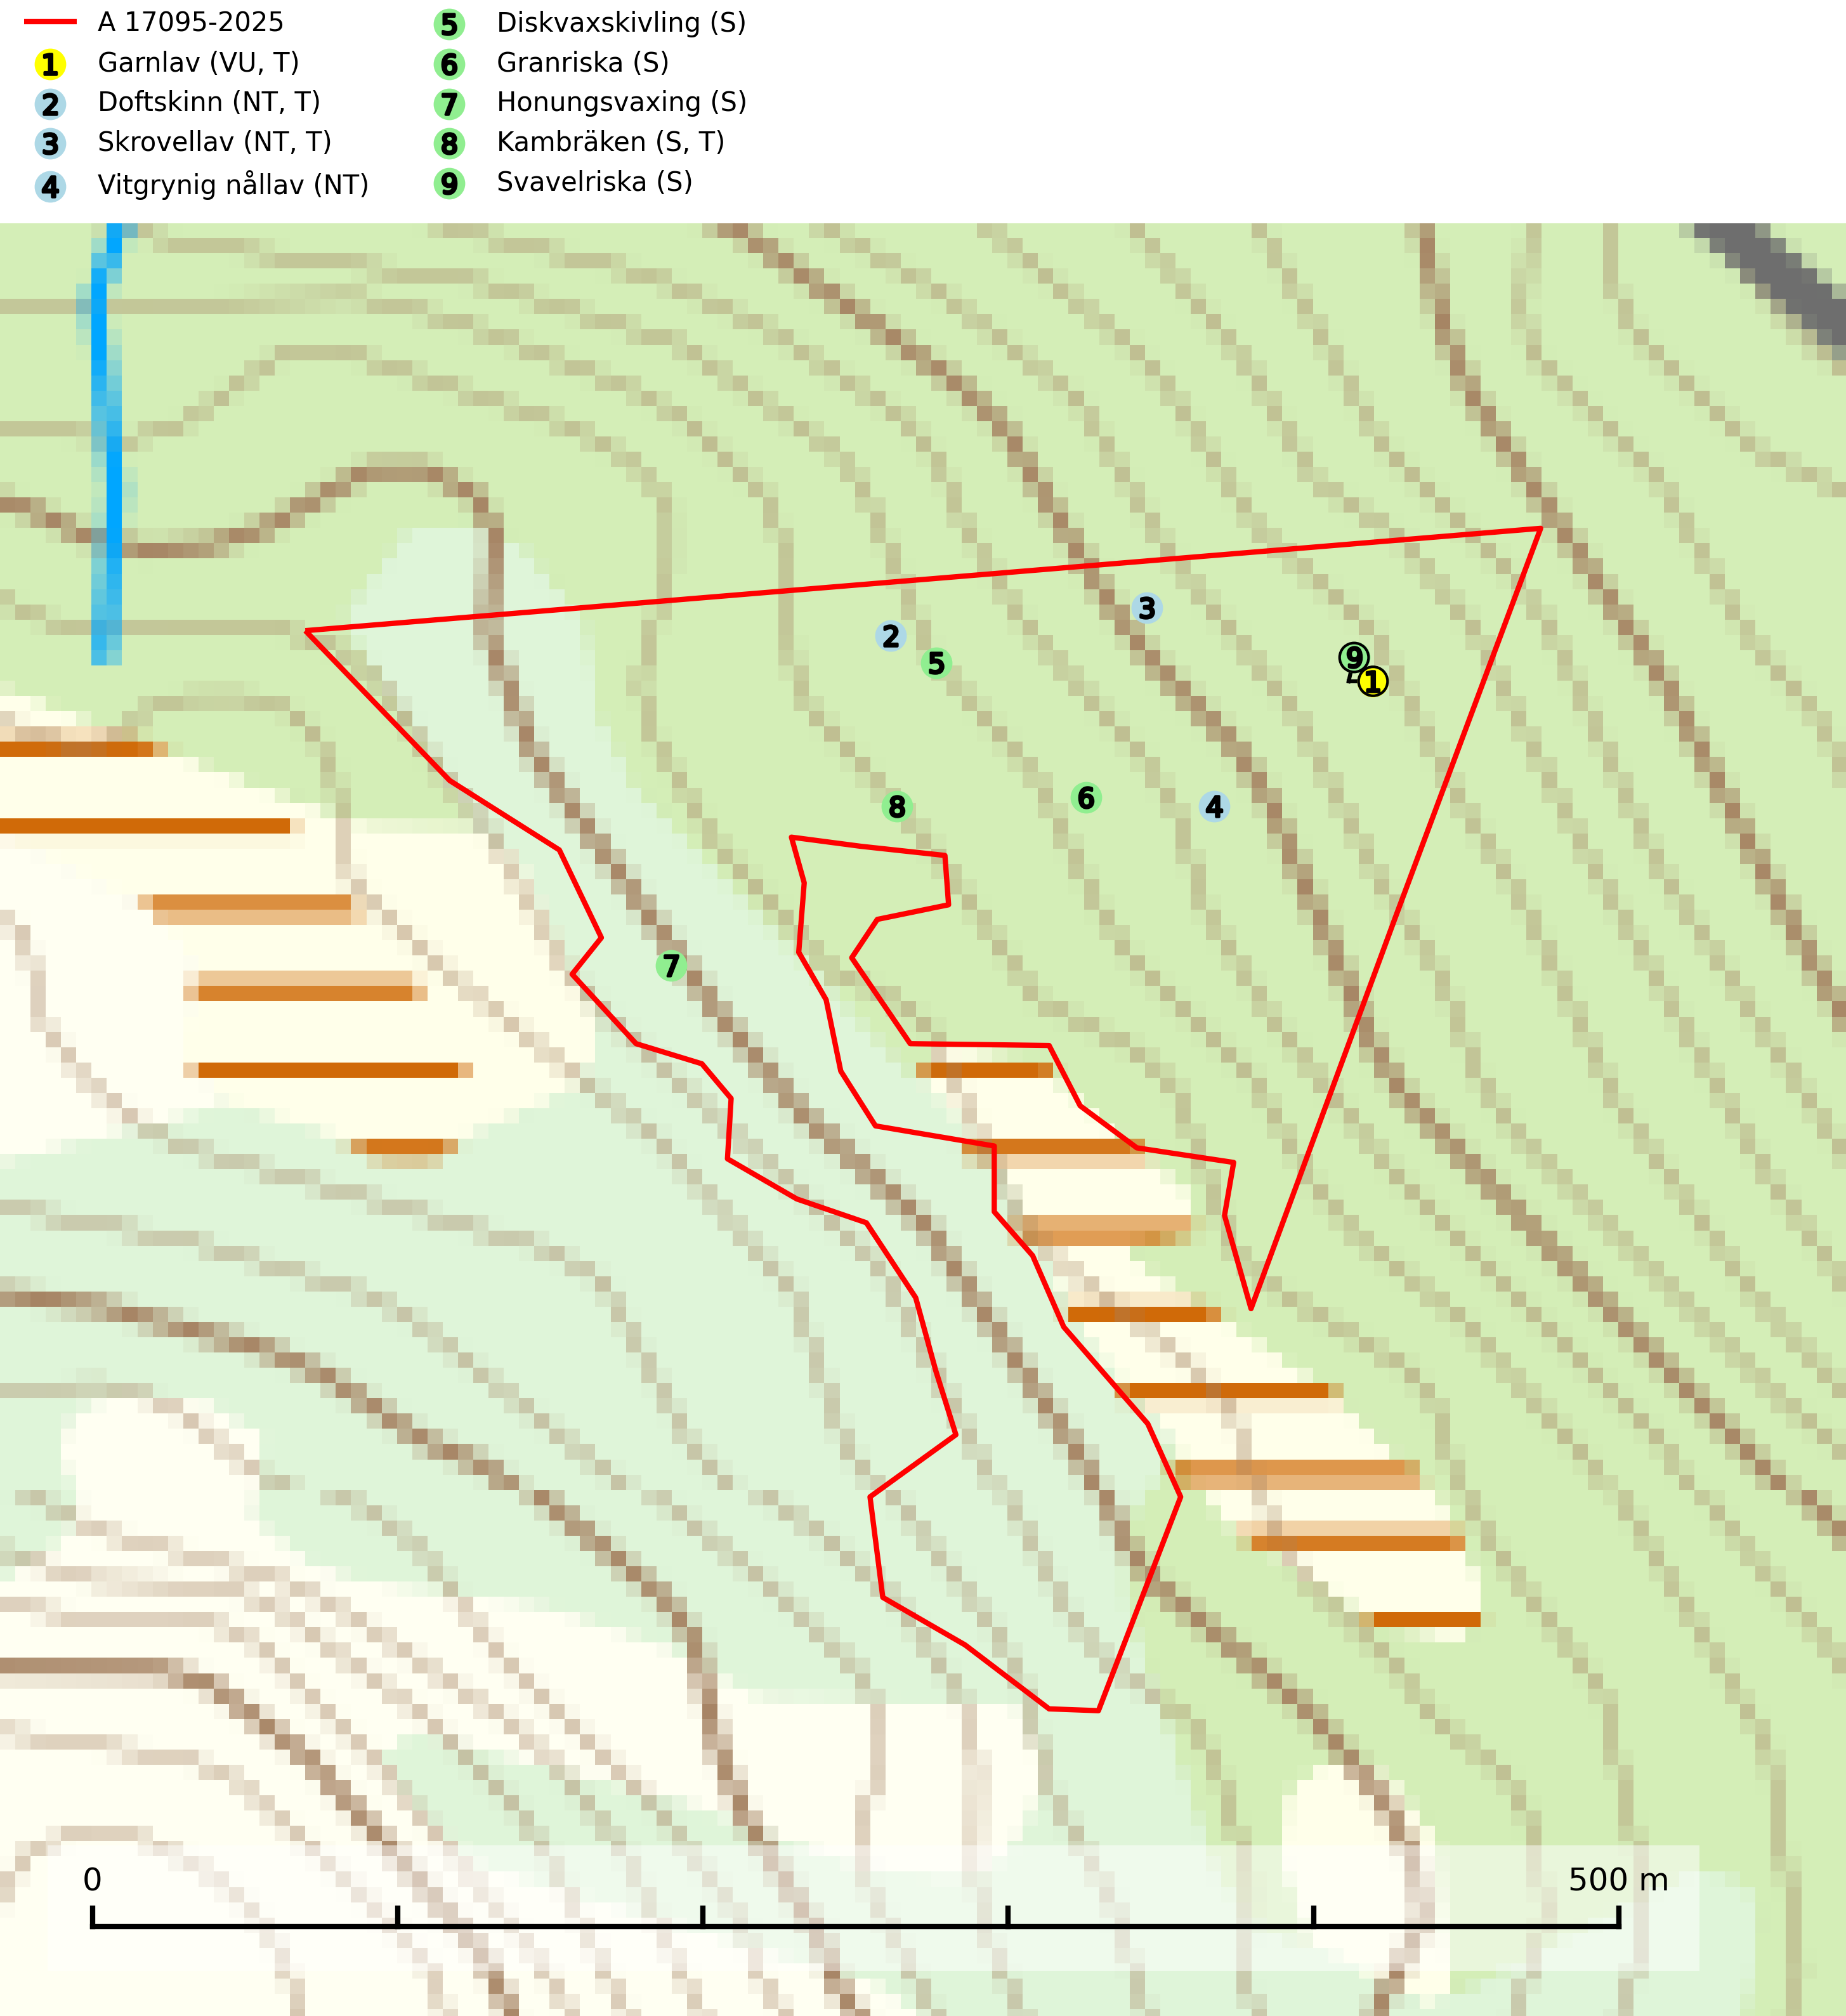 A 17095-2025
1 Garnlav (VU, T)
2 Doftskinn (NT, T)
3 Skrovellav (NT, T)
4 Vitgrynig nållav (NT)
5 Diskvaxskivling (S)
6 Granriska (S)
7 Honungsvaxing (S)
8 Kambräken (S, T)
9 Svavelriska (S)
3
2
5
9
1
8
6
4
7
0
500 m